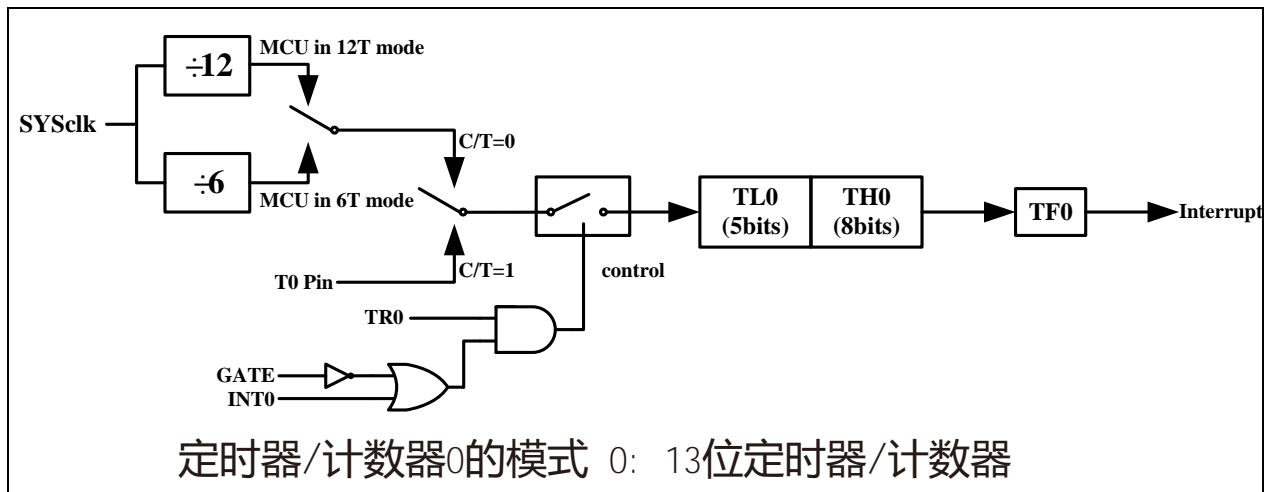 ÷12
MCU in 12T mode
SYSclk
C/T=0
÷6
MCU in 6T mode
TL0
(5bits)
TH0
(8bits)
TF0
Interrupt
T0 Pin
C/T=1
control
TR0
GATE
INT0
定时器/计数器0的模式 0: 13位定时器/计数器